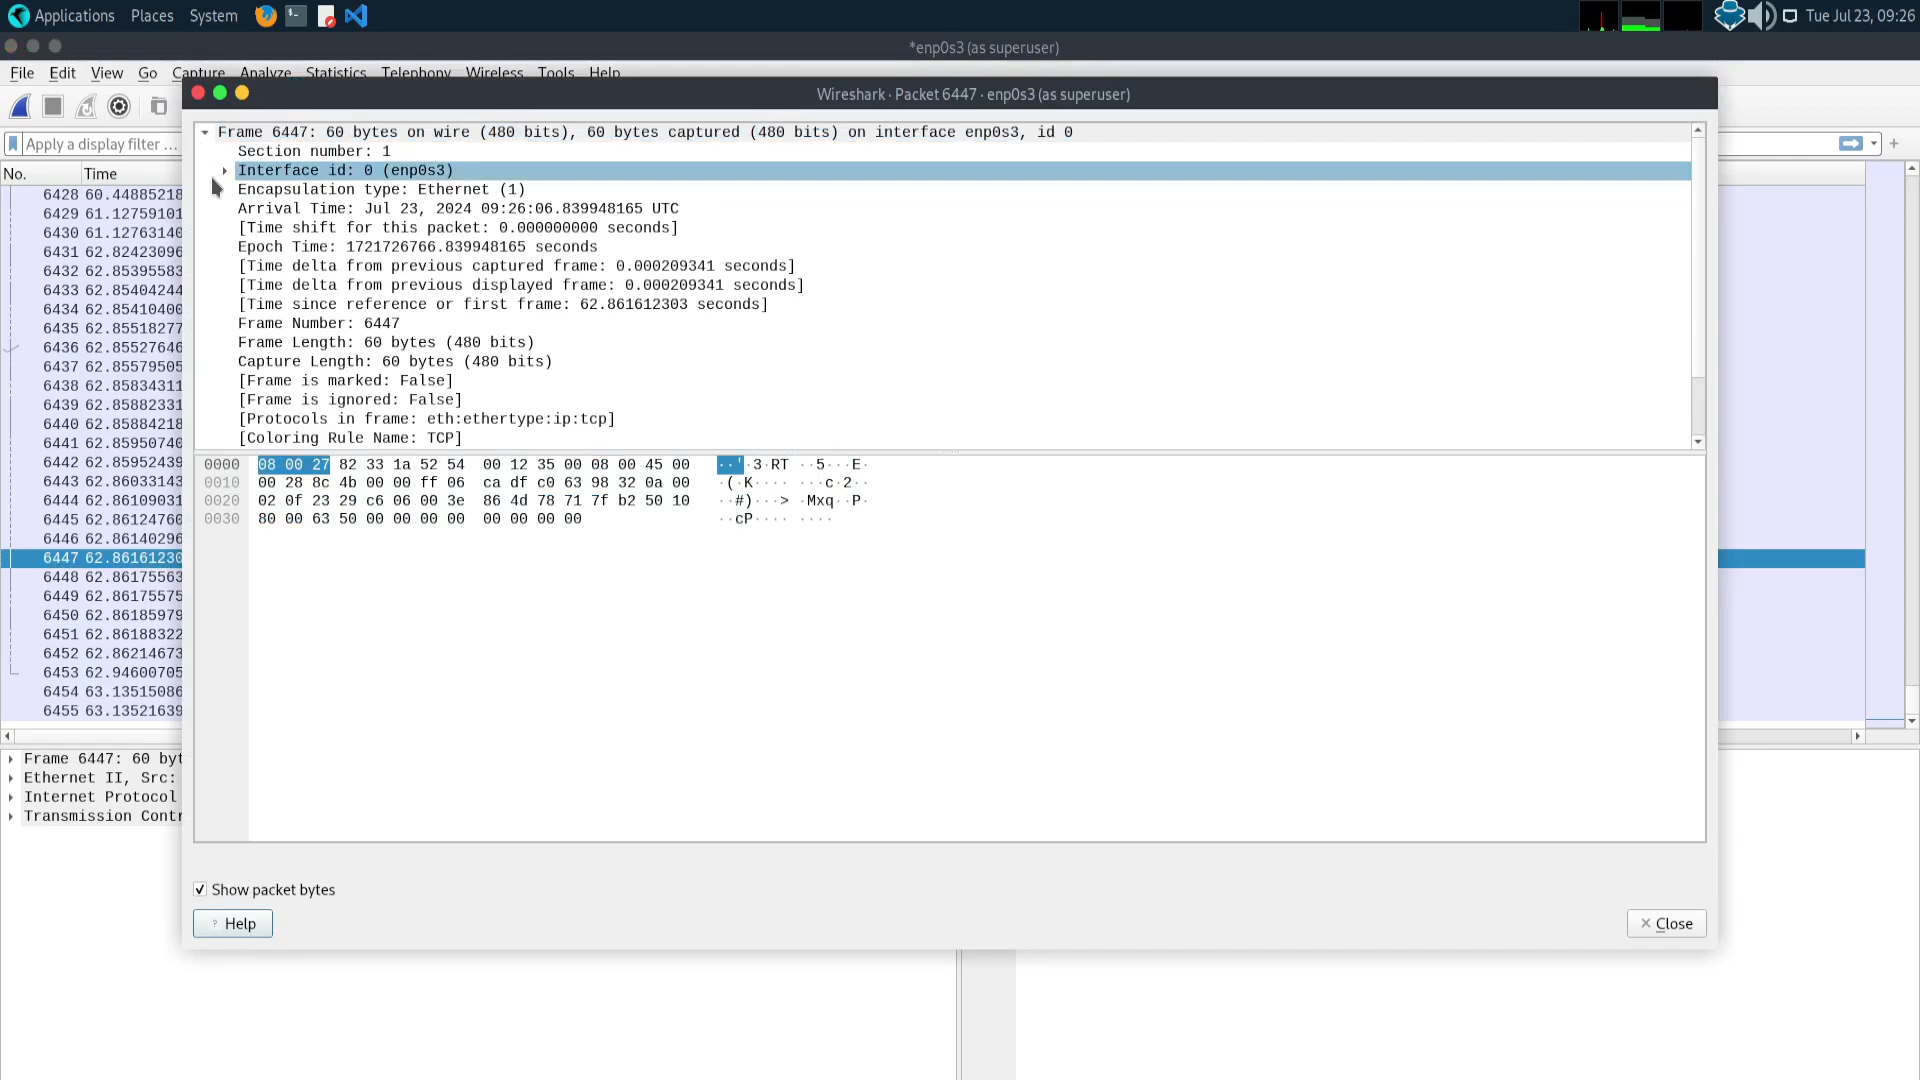 Applications Places System Tue Jul 23, 09:26
*enp0s3 (as superuser)
File Edit View Go Capture Analyze Statistics Telephony Wireless Tools Help
Wireshark · Packet 6447 · enp0s3 (as superuser)
Apply a display filter ...
No. Time
6428 60.44885218
6429 61.12759101
6430 61.12763140
6431 62.82423096
6432 62.85395583
6433 62.85404244
6434 62.85410400
6435 62.85518277
6436 62.85527646
6437 62.85579505
6438 62.85834311
6439 62.85882331
6440 62.85884218
6441 62.85950740
6442 62.85952439
6443 62.86033143
6444 62.86109031
6445 62.86124760
6446 62.86140296
6447 62.86161230
6448 62.86175563
6449 62.86175575
6450 62.86185979
6451 62.86188322
6452 62.86214673
6453 62.94600705
6454 63.13515086
6455 63.13521639
Frame 6447: 60 byt
Ethernet II, Src:
Internet Protocol
Transmission Contr
Frame 6447: 60 bytes on wire (480 bits), 60 bytes captured (480 bits) on interface enp0s3, id 0
Section number: 1
Interface id: 0 (enp0s3)
Encapsulation type: Ethernet (1)
Arrival Time: Jul 23, 2024 09:26:06.839948165 UTC
[Time shift for this packet: 0.000000000 seconds]
Epoch Time: 1721726766.839948165 seconds
[Time delta from previous captured frame: 0.000209341 seconds]
[Time delta from previous displayed frame: 0.000209341 seconds]
[Time since reference or first frame: 62.861612303 seconds]
Frame Number: 6447
Frame Length: 60 bytes (480 bits)
Capture Length: 60 bytes (480 bits)
[Frame is marked: False]
[Frame is ignored: False]
[Protocols in frame: eth:ethertype:ip:tcp]
[Coloring Rule Name: TCP]
0000 08 00 27 82 33 1a 52 54 00 12 35 00 08 00 45 00 ··'·3·RT ··5···E·
0010 00 28 8c 4b 00 00 ff 06 ca df c0 63 98 32 0a 00 ·(·K···· ···c·2··
0020 02 0f 23 29 c6 06 00 3e 86 4d 78 71 7f b2 50 10 ··#)···> ·Mxq··P·
0030 80 00 63 50 00 00 00 00 00 00 00 00 ··cP···· ····
Show packet bytes
? Help
Close